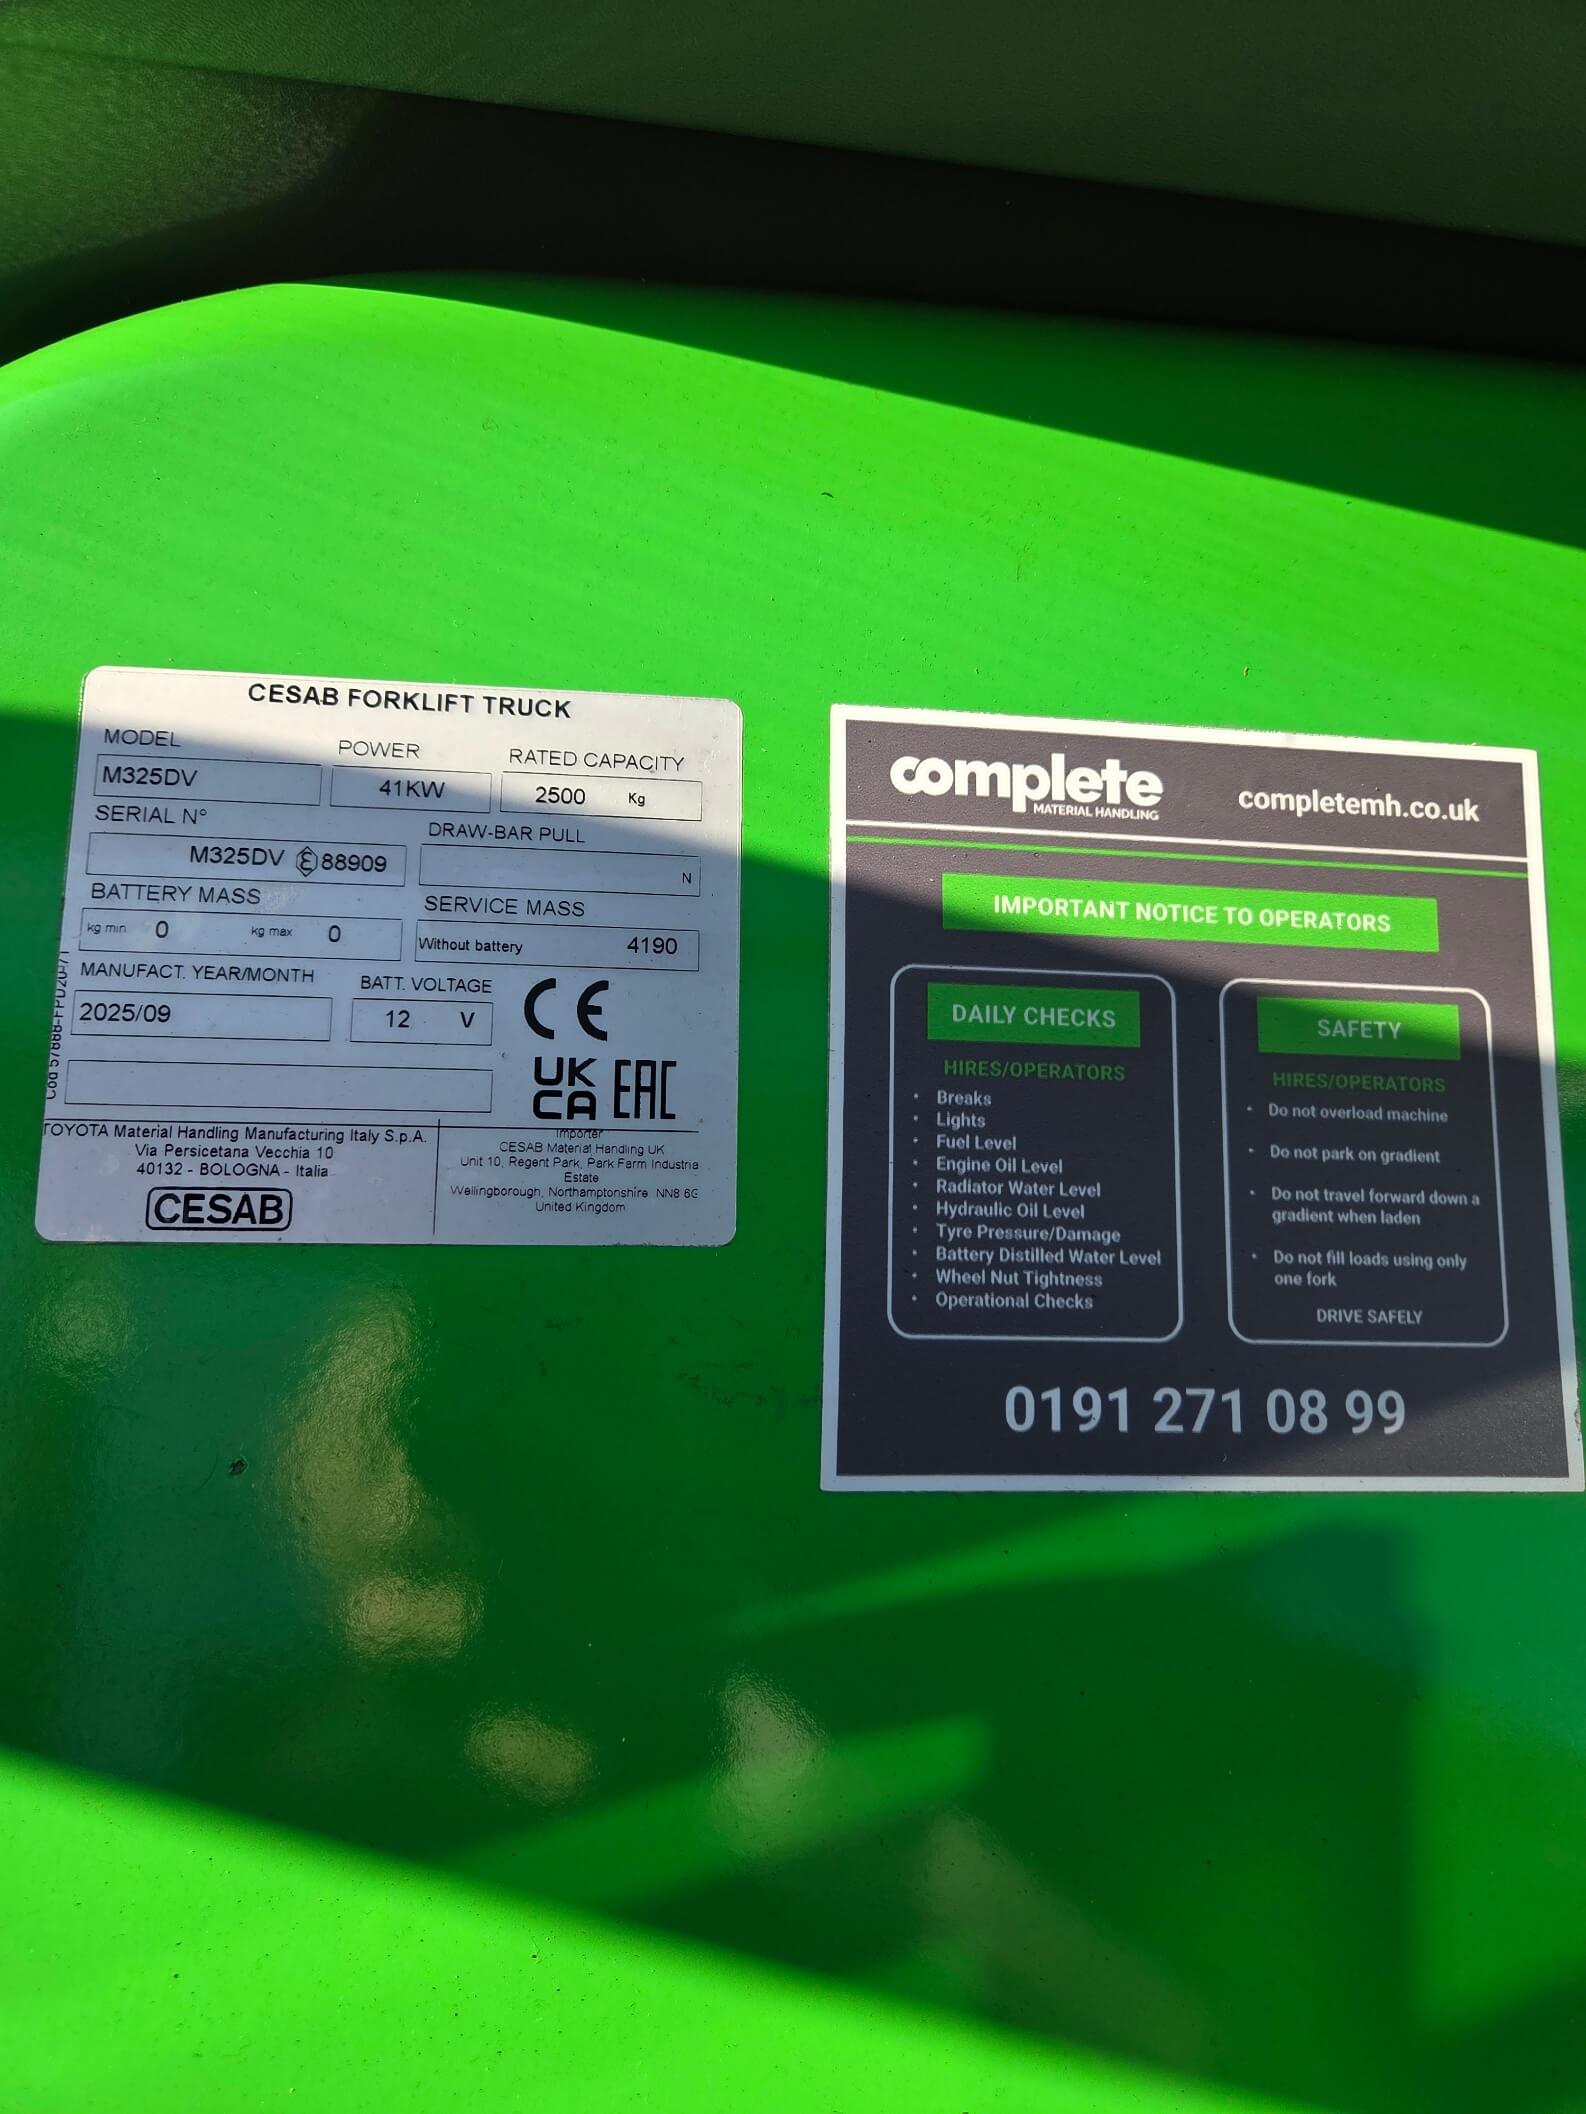 CESAB FORKLIFT TRUCK
MODEL POWER RATED CAPACITY
M325DV 41KW 2500 Kg
SERIAL N° DRAW-BAR PULL
M325DV E 88909 N
BATTERY MASS SERVICE MASS
kg min 0 kg max 0 Without battery 4190
MANUFACT. YEAR/MONTH BATT. VOLTAGE
2025/09 12 V
CE
UK
CA EAC
TOYOTA Material Handling Manufacturing Italy S.p.A.
Via Persicetana Vecchia 10
40132 - BOLOGNA - Italia
CESAB
Importer
CESAB Material Handling UK
Unit 10, Regent Park, Park Farm Industria
Estate
Wellingborough, Northamptonshire NN8 6G
United Kingdom
complete
MATERIAL HANDLING
completemh.co.uk
IMPORTANT NOTICE TO OPERATORS
DAILY CHECKS
HIRES/OPERATORS
• Breaks
• Lights
• Fuel Level
• Engine Oil Level
• Radiator Water Level
• Hydraulic Oil Level
• Tyre Pressure/Damage
• Battery Distilled Water Level
• Wheel Nut Tightness
• Operational Checks
SAFETY
HIRES/OPERATORS
• Do not overload machine
• Do not park on gradient
• Do not travel forward down a
gradient when laden
• Do not fill loads using only
one fork
DRIVE SAFELY
0191 271 08 99